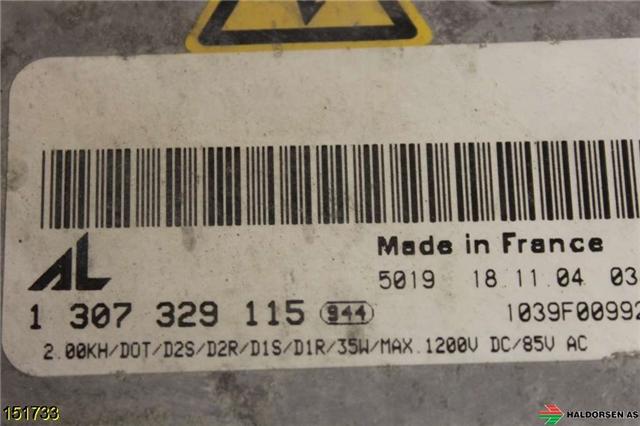 AL
Made in France
5019 18.11.04 03
1 307 329 115 944 1039F00992
2.00KH/DOT/D2S/D2R/D1S/D1R/35W/MAX.1200V DC/85V AC
151733
HALDORSEN AS